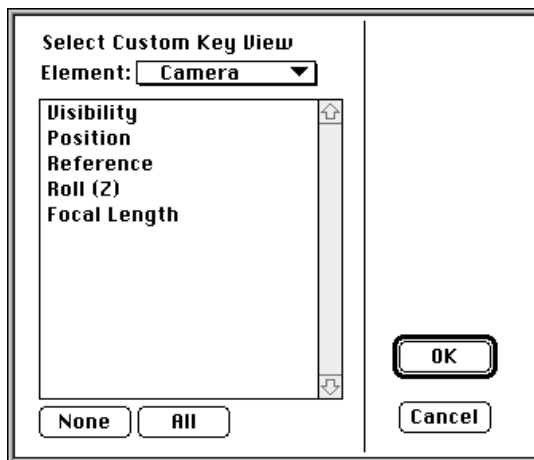 Select Custom Key View
Element: Camera
Visibility
Position
Reference
Roll (Z)
Focal Length
OK
None
All
Cancel